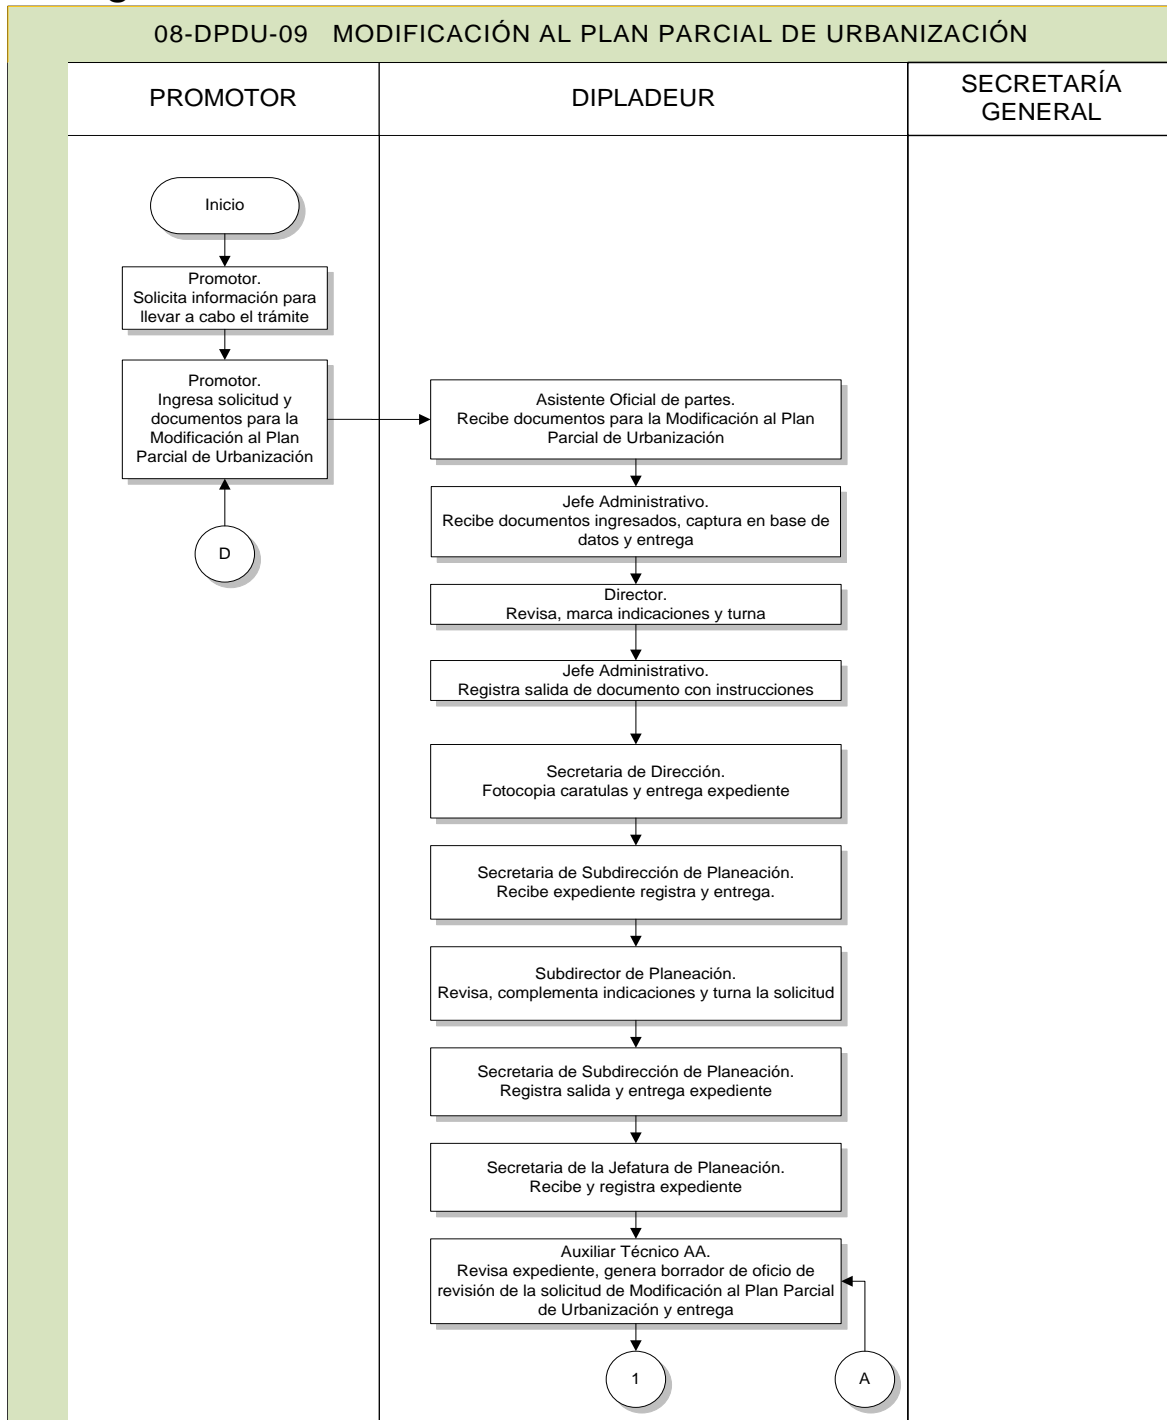 08-DPDU-09 MODIFICACIÓN AL PLAN PARCIAL DE URBANIZACIÓN
PROMOTOR
DIPLADEUR
SECRETARÍA
GENERAL
Inicio
Promotor.
Solicita información para
llevar a cabo el trámite
Promotor.
Ingresa solicitud y
documentos para la
Modificación al Plan
Parcial de Urbanización
D
Asistente Oficial de partes.
Recibe documentos para la Modificación al Plan
Parcial de Urbanización
Jefe Administrativo.
Recibe documentos ingresados, captura en base de
datos y entrega
Director.
Revisa, marca indicaciones y turna
Jefe Administrativo.
Registra salida de documento con instrucciones
Secretaria de Dirección.
Fotocopia caratulas y entrega expediente
Secretaria de Subdirección de Planeación.
Recibe expediente registra y entrega.
Subdirector de Planeación.
Revisa, complementa indicaciones y turna la solicitud
Secretaria de Subdirección de Planeación.
Registra salida y entrega expediente
Secretaria de la Jefatura de Planeación.
Recibe y registra expediente
Auxiliar Técnico AA.
Revisa expediente, genera borrador de oficio de
revisión de la solicitud de Modificación al Plan Parcial
de Urbanización y entrega
1
A